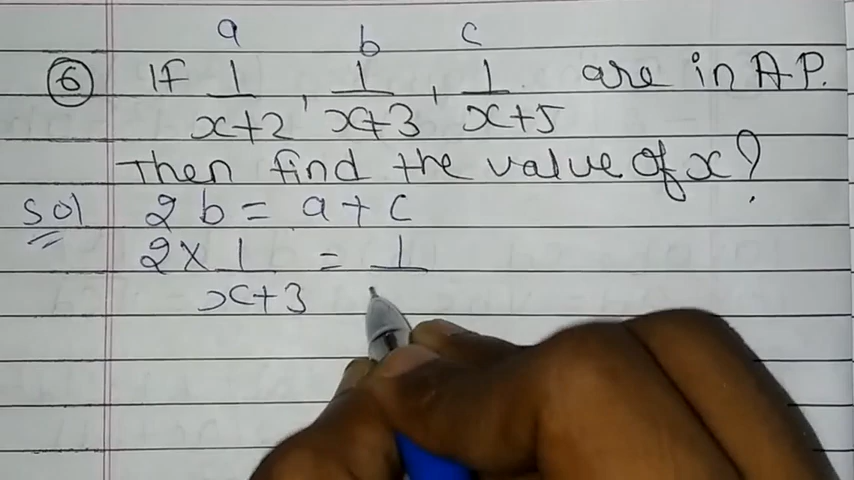 a b c
6 IF 1/x+2, 1/x+3, 1/x+5 are in A.P.
Then find the value of x?
Sol 2b = a + c
2 × 1/x+3 = 1